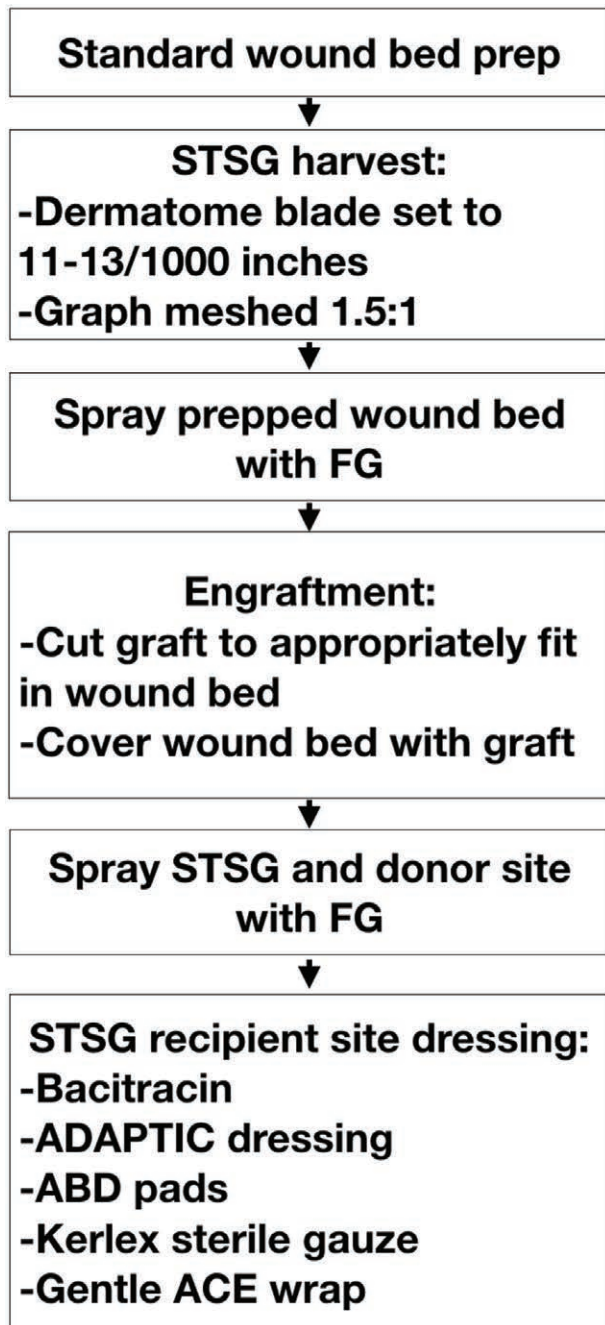 Standard wound bed prep
STSG harvest:
-Dermatome blade set to
11-13/1000 inches
-Graph meshed 1.5:1
Spray prepped wound bed
with FG
Engraftment:
-Cut graft to appropriately fit
in wound bed
-Cover wound bed with graft
Spray STSG and donor site
with FG
STSG recipient site dressing:
-Bacitracin
-ADAPTIC dressing
-ABD pads
-Kerlex sterile gauze
-Gentle ACE wrap